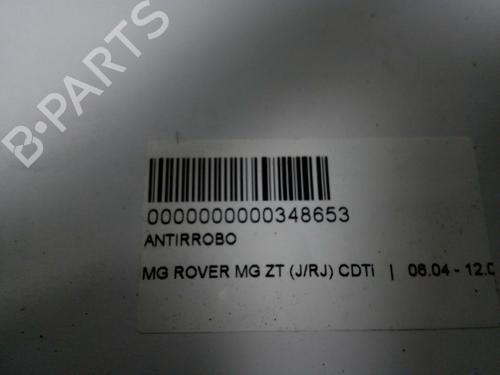 B-PARTS
0000000000348653
ANTIRROBO
MG ROVER MG ZT (J/RJ) CDTi | 06.04 - 12.0